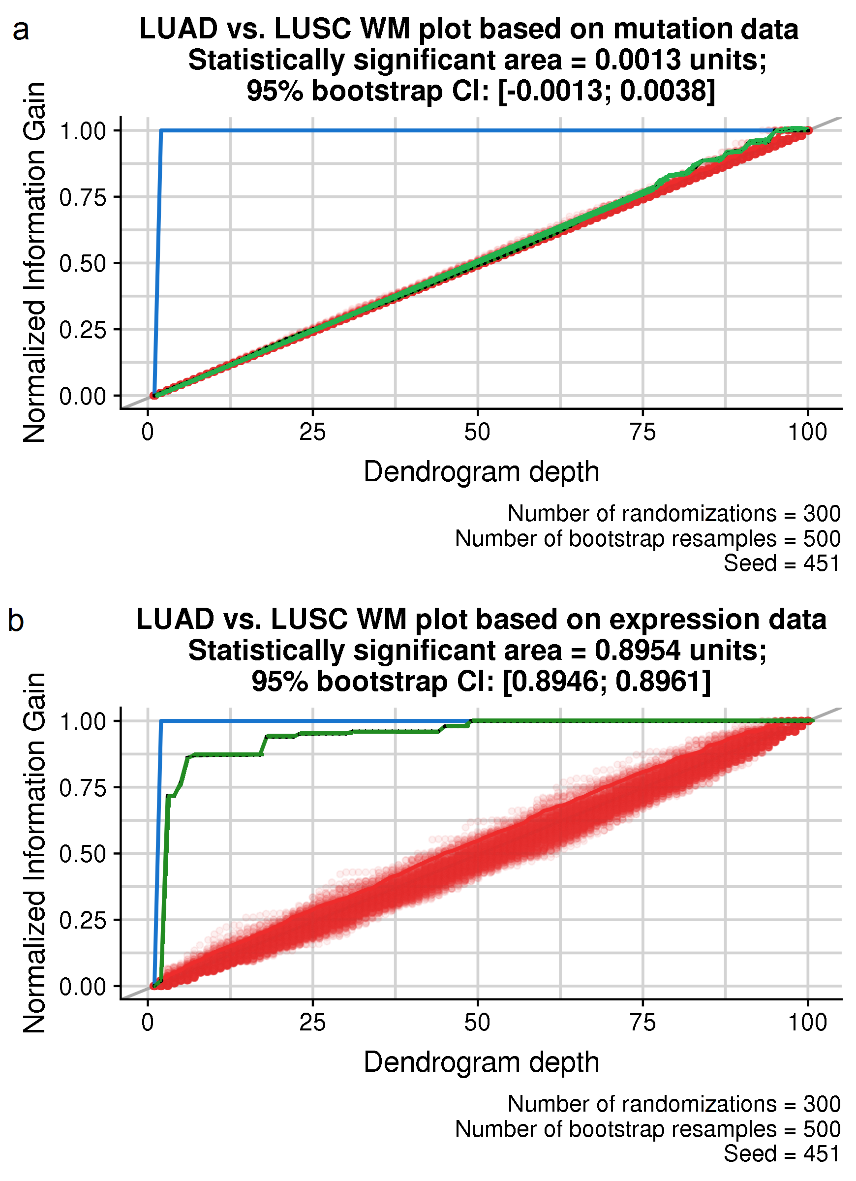 a
LUAD vs. LUSC WM plot based on mutation data
Statistically significant area = 0.0013 units;
95% bootstrap CI: [-0.0013; 0.0038]
Normalized Information Gain
1.00
0.75
0.50
0.25
0.00
0 25 50 75 100
Dendrogram depth
Number of randomizations = 300
Number of bootstrap resamples = 500
Seed = 451
b
LUAD vs. LUSC WM plot based on expression data
Statistically significant area = 0.8954 units;
95% bootstrap CI: [0.8946; 0.8961]
Normalized Information Gain
1.00
0.75
0.50
0.25
0.00
0 25 50 75 100
Dendrogram depth
Number of randomizations = 300
Number of bootstrap resamples = 500
Seed = 451